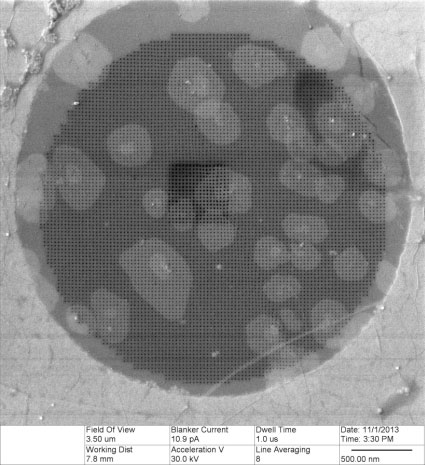 Field Of View Blanker Current Dwell Time Date: 11/1/2013
3.50 um 10.9 pA 1.0 us Time: 3:30 PM
Working Dist Acceleration V Line Averaging
7.8 mm 30.0 kV 8 500.00 nm